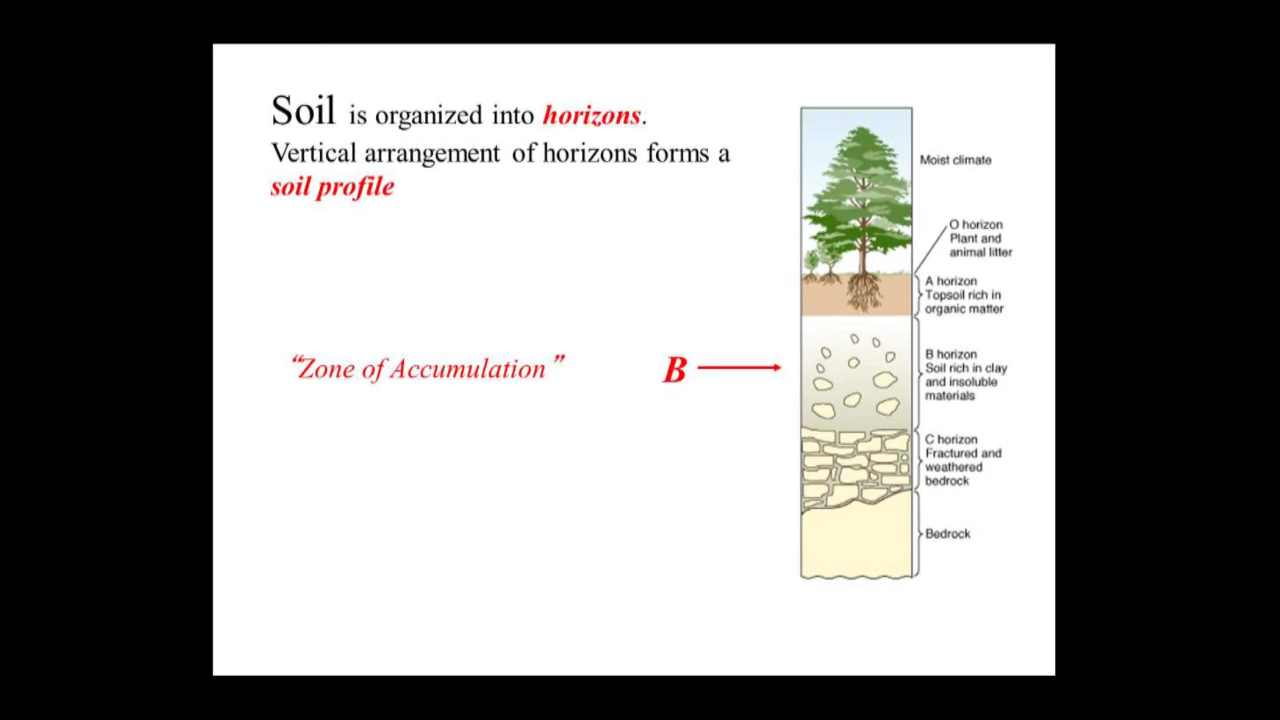 Soil is organized into horizons.
Vertical arrangement of horizons forms a
soil profile
Moist climate
O horizon
Plant and
animal litter
A horizon
Topsoil rich in
organic matter
“Zone of Accumulation”
B
B horizon
Soil rich in clay
and insoluble
materials
C horizon
Fractured and
weathered
bedrock
Bedrock